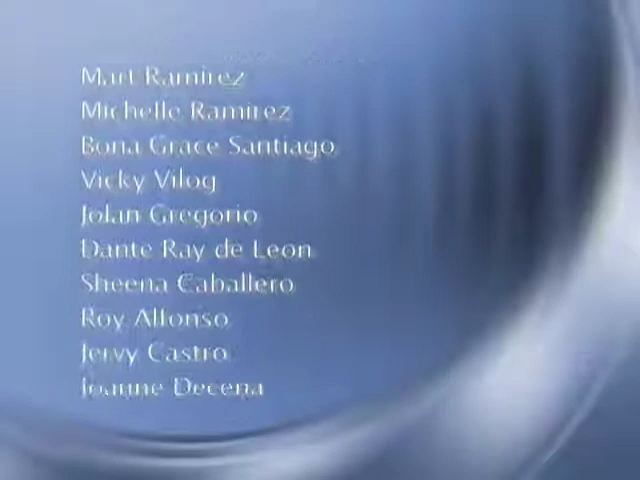 Mart Ramirez
Michelle Ramirez
Bona Grace Santiago
Vicky Vilog
Jolan Gregorio
Dante Ray de Leon
Sheena Caballero
Roy Alfonso
Jervy Castro
Joanne Decena